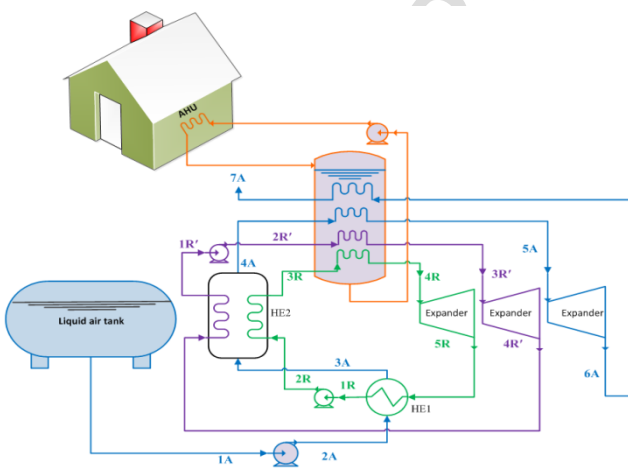 AHU
7A
1R'
2R'
4A
3R
4R
3R'
5A
Liquid air tank
HE2
Expander
Expander
Expander
3A
5R
4R'
2R
1R
6A
HE1
1A
2A